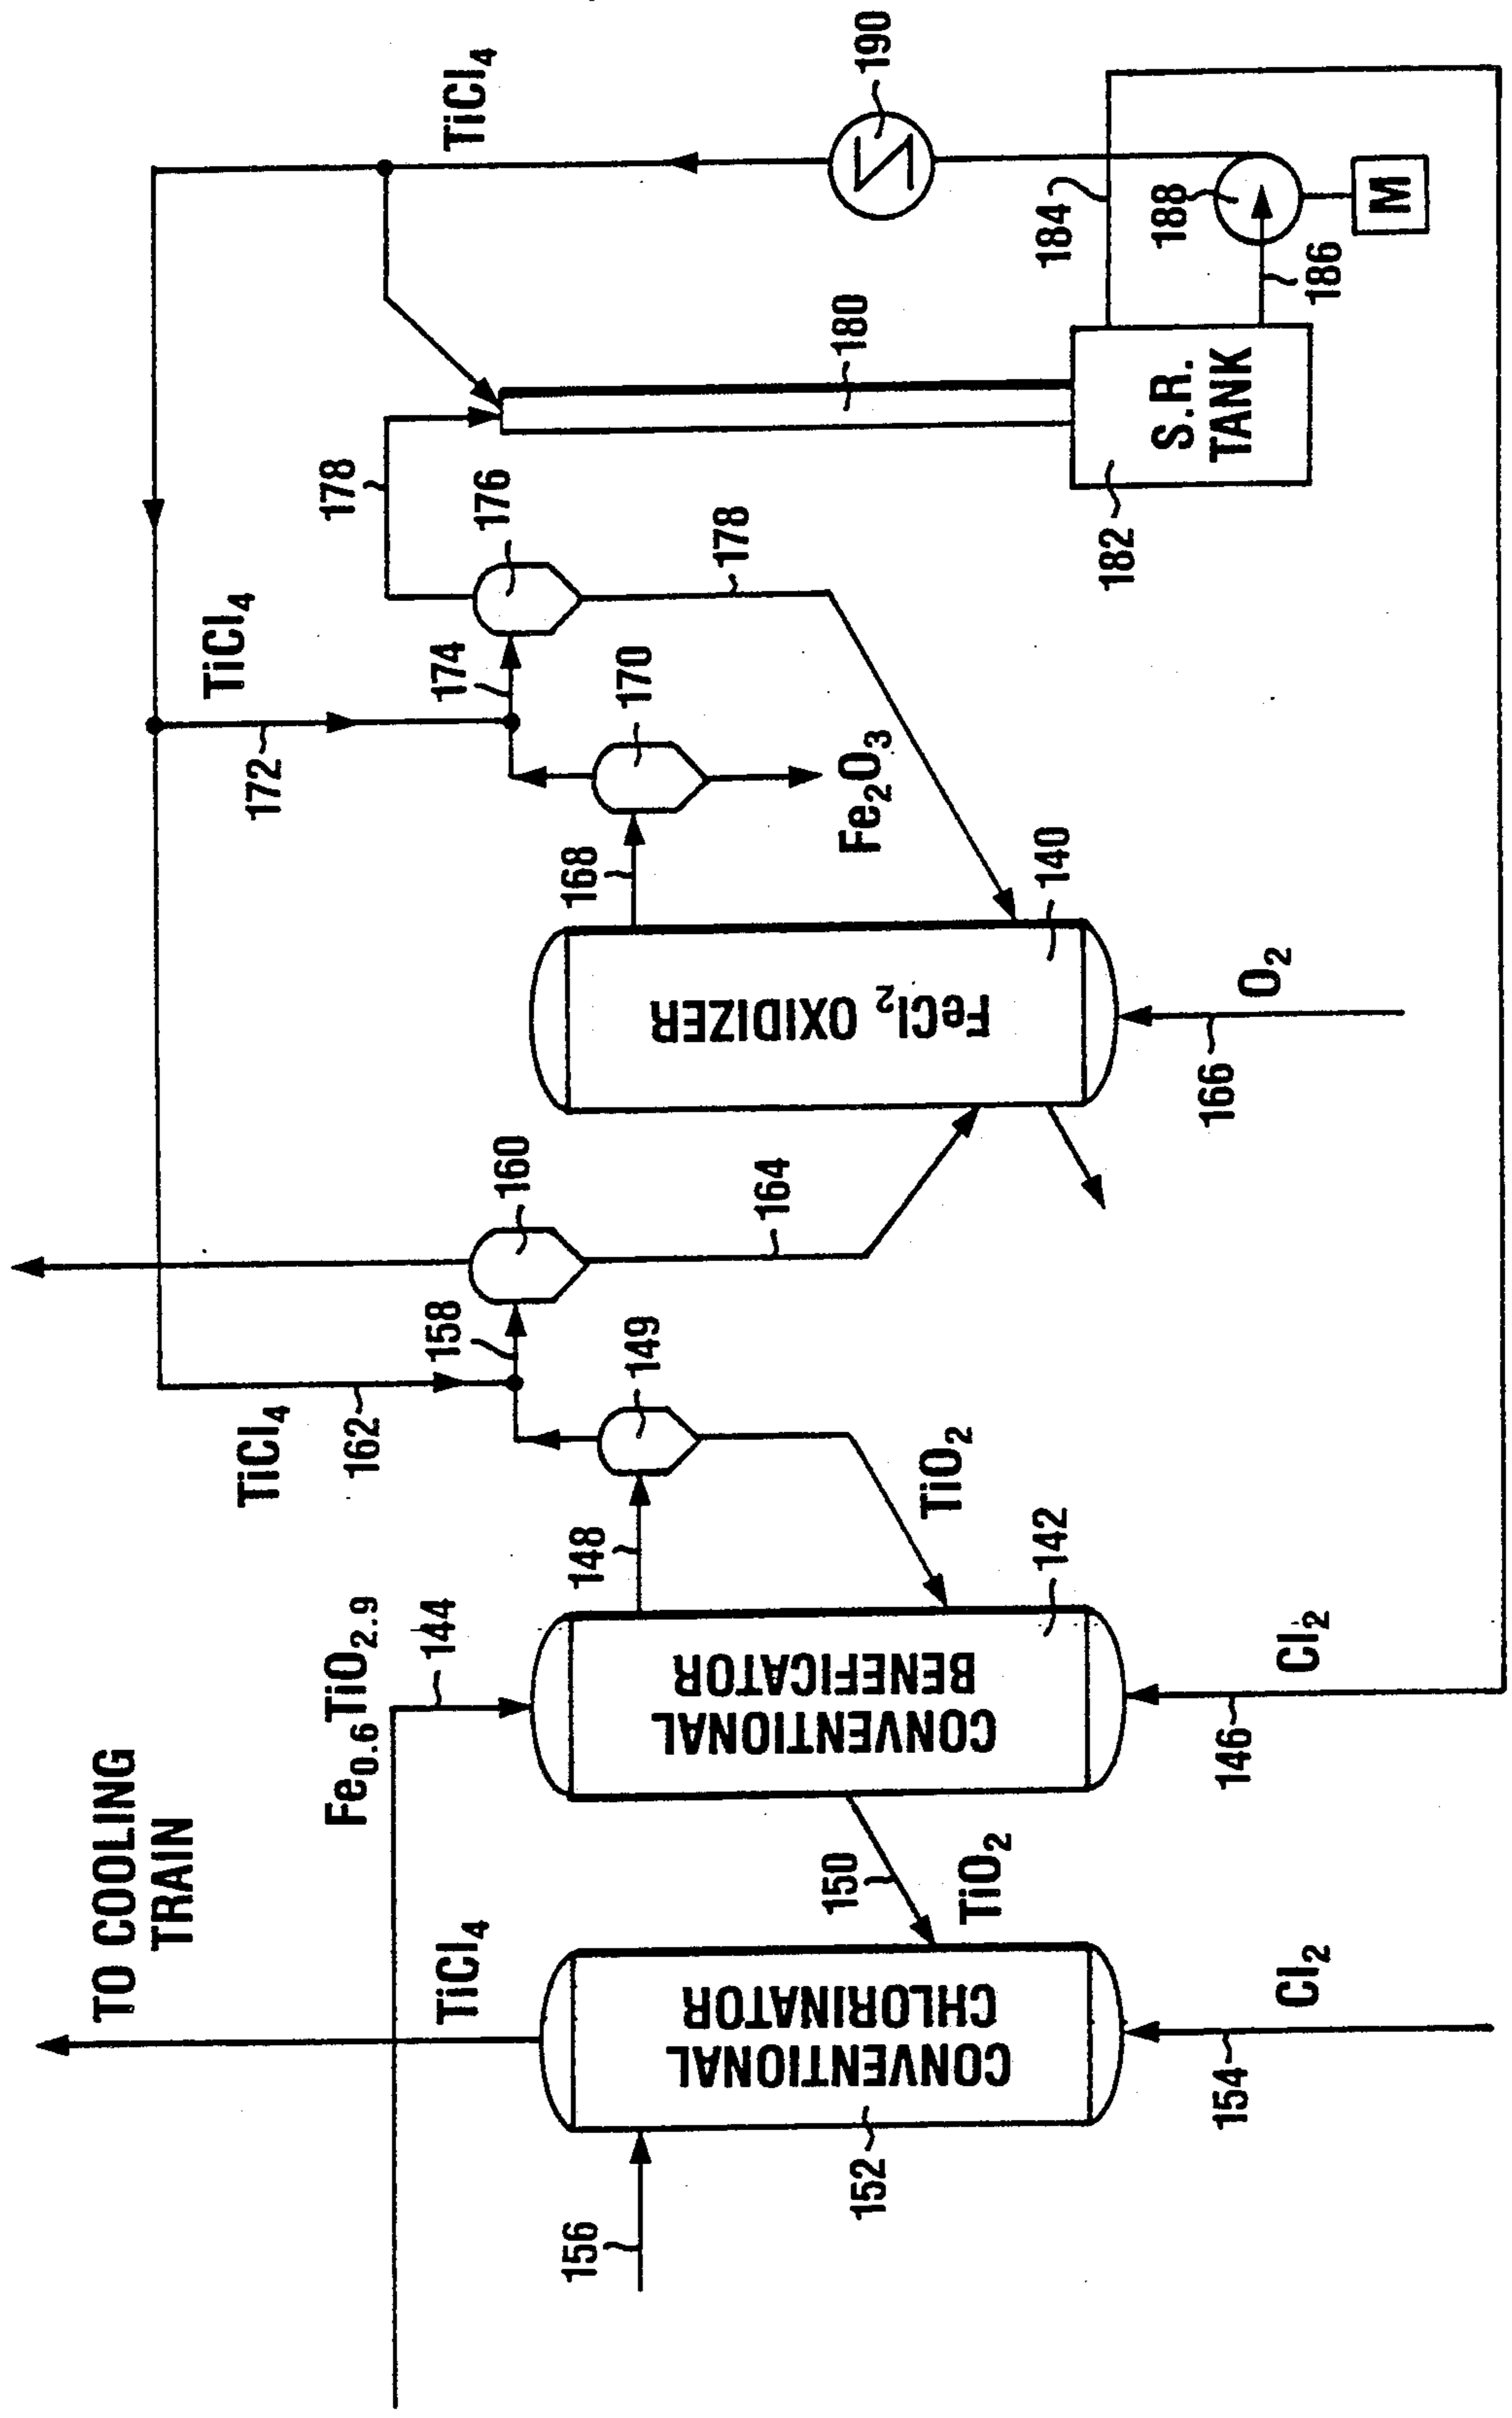 TO COOLING
TRAIN
TiCl4
Fe0.6TiO2.9
144
156
152
CONVENTIONAL
CHLORINATOR
154
Cl2
150
TiO2
CONVENTIONAL
BENEFICATOR
142
146
Cl2
148
149
TiO2
TiCl4
162
158
160
164
FeCl2 OXIDIZER
140
166
O2
168
170
Fe2O3
172
TiCl4
174
176
178
178
180
182
S.R.
TANK
184
186
188
M
190
TiCl4